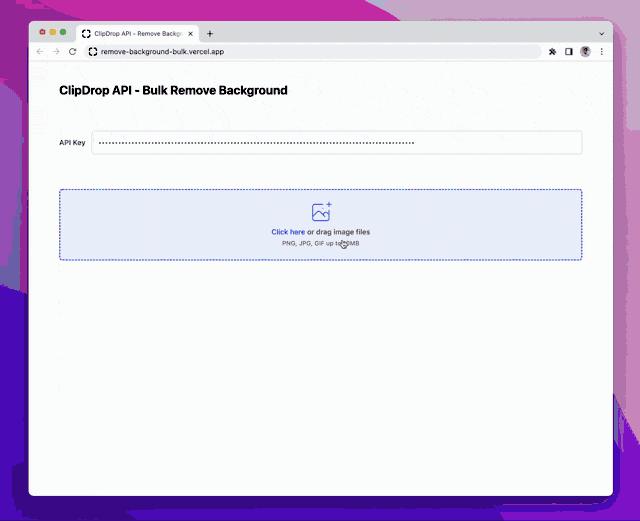 ClipDrop API - Remove Backgr
remove-background-bulk.vercel.app
ClipDrop API - Bulk Remove Background
API Key
Click here or drag image files
PNG, JPG, GIF up to MB